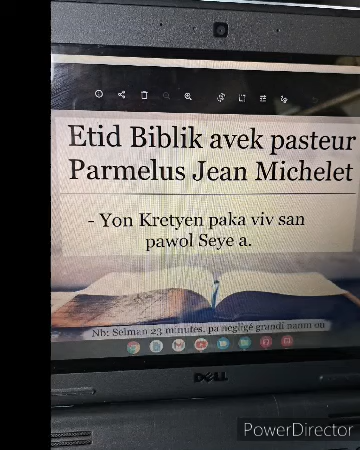 Etid Biblik avek pasteur
Parmelus Jean Michelet
- Yon Kretyen paka viv san
pawol Seye a.
Nb: Selman 23 minutes, pa neglige grandi nanm ou
DELL
PowerDirector